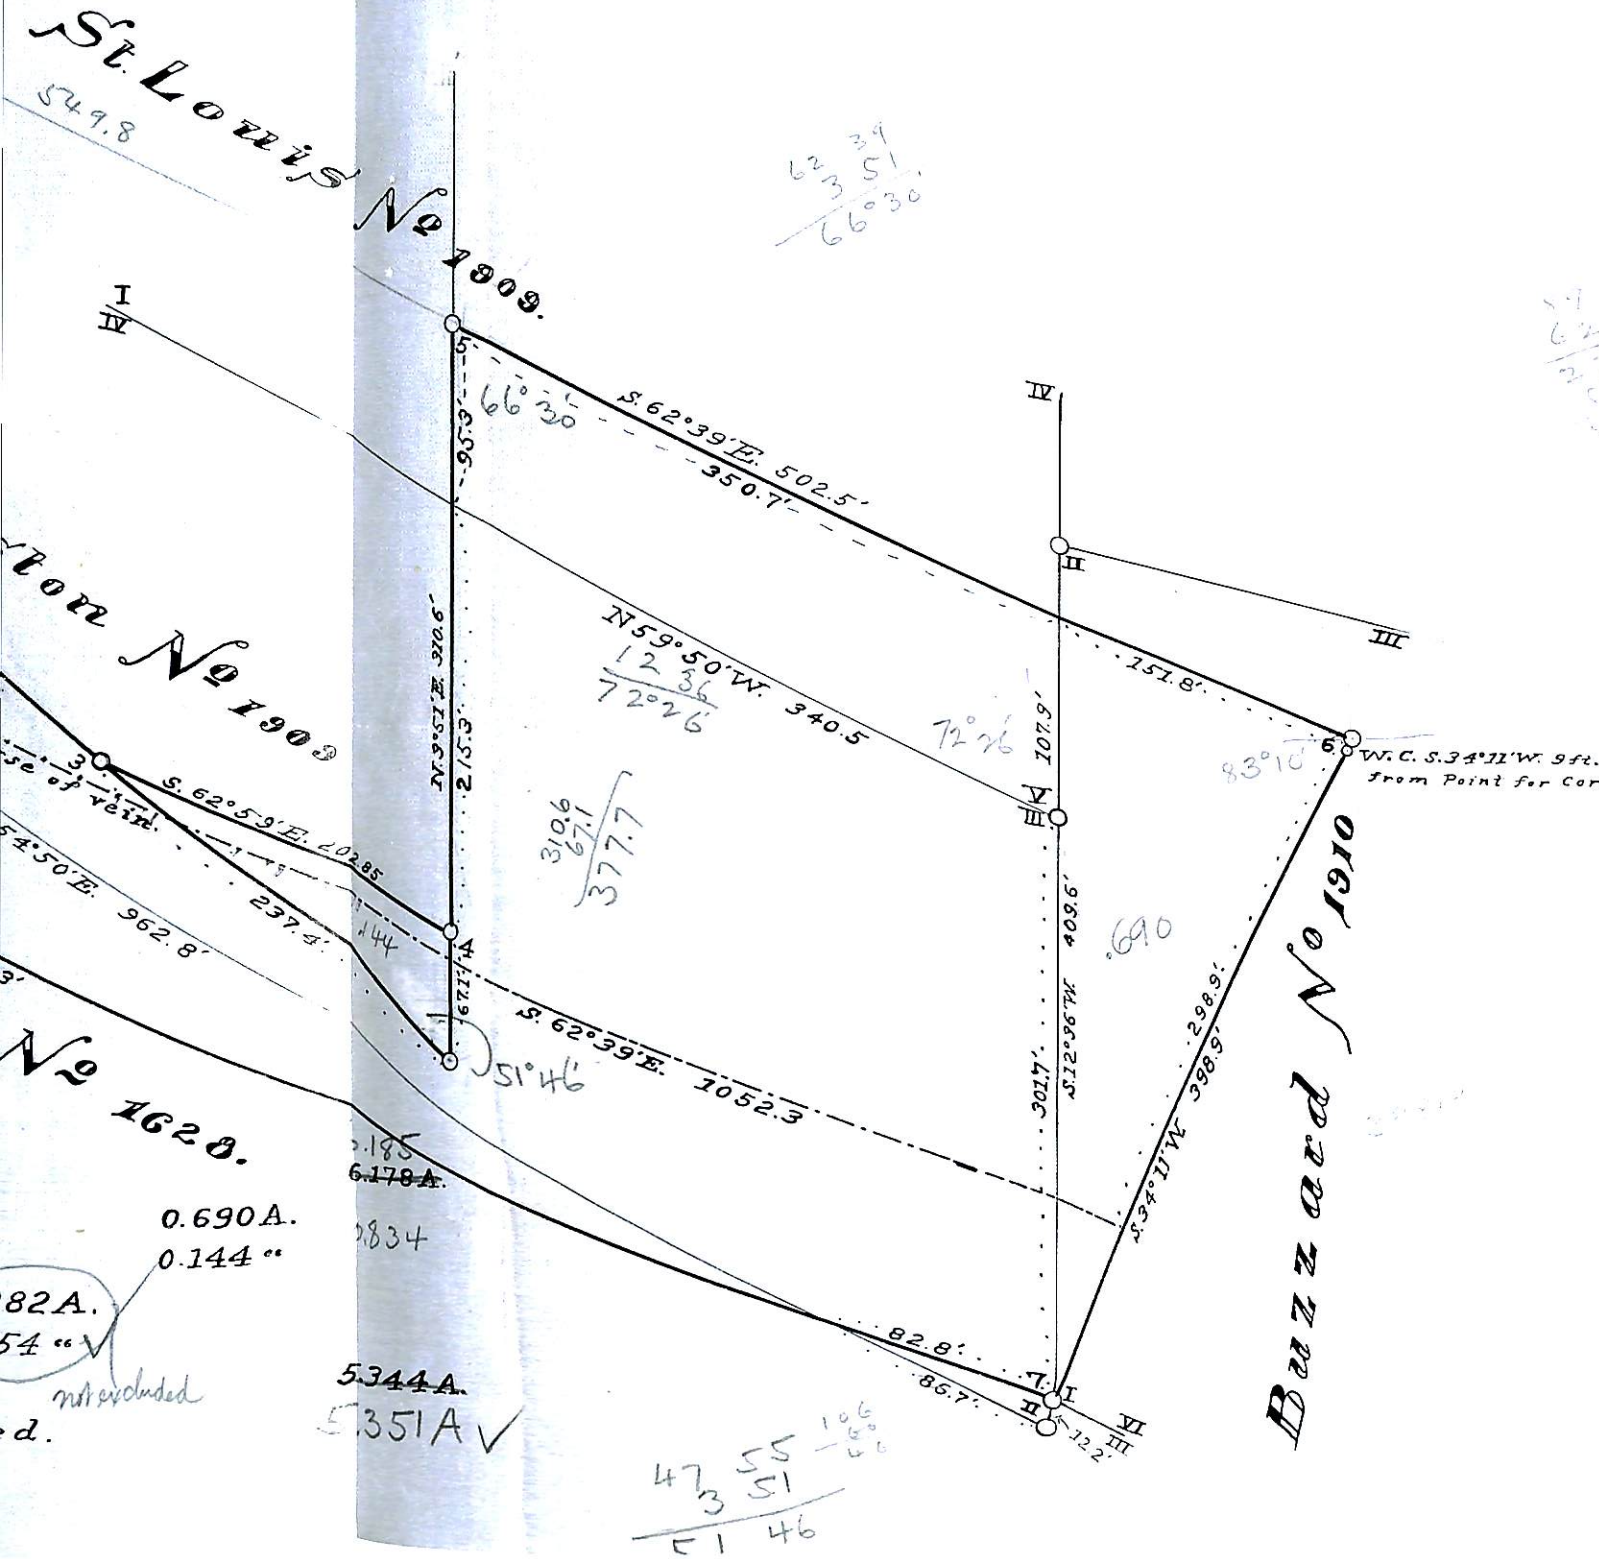 St. Louis No 1909.
549.8
62 39
3 51
66°30'
I
IV
5
66°30'
95.3'
S. 62°39'E. 502.5'
350.7'
IV
II
III
N 59°50'W. 340.5
12 36
72°26'
N. 9°51'E. 310.6'
215.3'
72°26'
107.9'
151.8'
6
83°10'
W. C. S. 34°11'W. 9 ft.
from Point for Cor
No 1903
3
of vein.
S. 62°59'E. 202.85
4°50'E. 962.8'
237.4'
.144
4
67.1'
310.6
67.1
377.7
V
III
S. 12°36'W. 409.6'
301.7'
.690
298.9'
S. 34°11'W. 398.9'
Buzzard No 1910
S. 62°39'E. 1052.3
51°46'
3'
No 1628.
.185
6.178 A.
0.690 A.
0.144 "
.834
82 A.
54 " √
not excluded
5.344 A.
5.351 A √
82.8'
86.7'
7
I
II
VI
III
12.2'
47 55
3 51
51 46